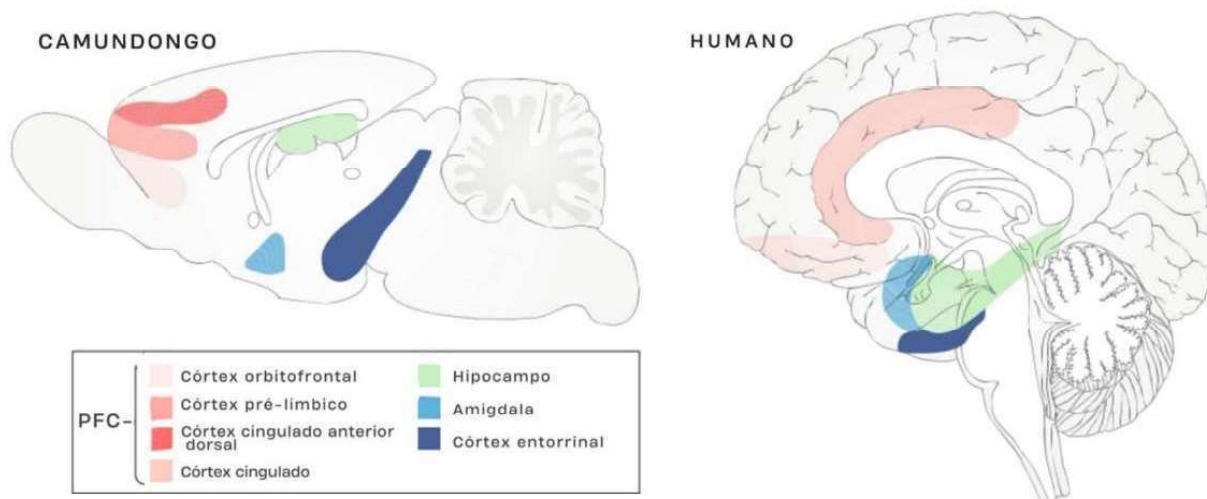 CAMUNDONGO
HUMANO
PFC-
Córtex orbitofrontal
Córtex pré-límbico
Córtex cingulado anterior
dorsal
Córtex cingulado
Hipocampo
Amigdala
Córtex entorrinal